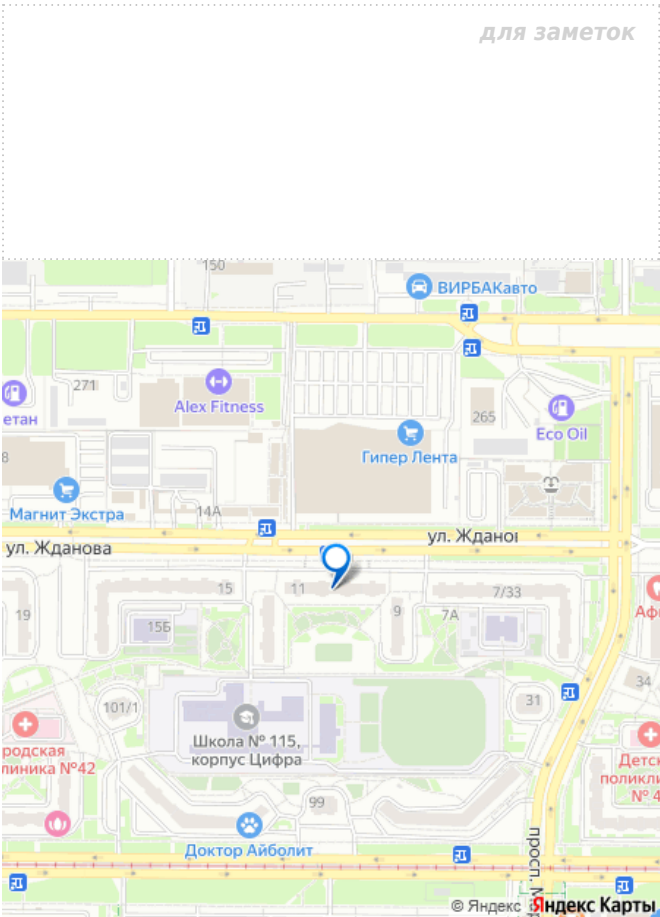 для заметок
150
ВИРБАКавто
271
Alex Fitness
265
етан
Eco Oil
Гипер Лента
8
Магнит Экстра
14А
ул. Жданова
ул. Ждано
15
11
7/33
19
15Б
9
7А
Аф
34
101/1
31
Школа № 115,
корпус Цифра
родская
линика №42
Детск
поликли
№ 4
99
Доктор Айболит
просп. Мар
© Яндекс Яндекс Карты